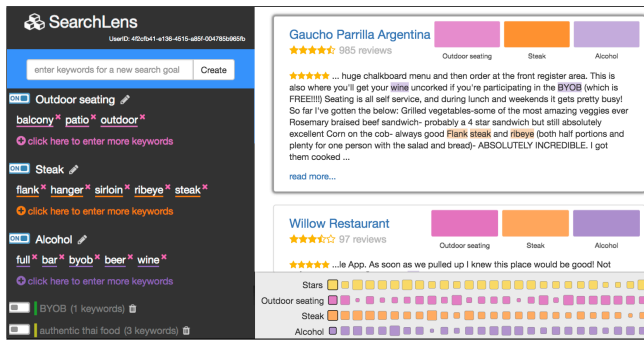 SearchLens
UserID: 4f2cfb41-e138-4515-a85f-004785b965fb
enter keywords for a new search goal Create
ON Outdoor seating
balcony × patio × outdoor ×
click here to enter more keywords
ON Steak
flank × hanger × sirloin × ribeye × steak ×
click here to enter more keywords
ON Alcohol
full × bar × byob × beer × wine ×
click here to enter more keywords
BYOB (1 keywords)
authentic thai food (3 keywords)
Gaucho Parrilla Argentina
985 reviews
Outdoor seating Steak Alcohol
... huge chalkboard menu and then order at the front register area. This is
also where you'll get your wine uncorked if you're participating in the BYOB (which is
FREE!!!!) Seating is all self service, and during lunch and weekends it gets pretty busy!
So far I've gotten the below: Grilled vegetables-some of the most amazing veggies ever
Rosemary braised beef sandwich- probably a 4 star sandwich but still absolutely
excellent Corn on the cob- always good Flank steak and ribeye (both half portions and
plenty for one person with the salad and bread)- ABSOLUTELY INCREDIBLE. I got
them cooked ...
read more...
Willow Restaurant
97 reviews
Outdoor seating Steak Alcohol
...le App. As soon as we pulled up I knew this place would be good! Not
Stars
Outdoor seating
Steak
Alcohol